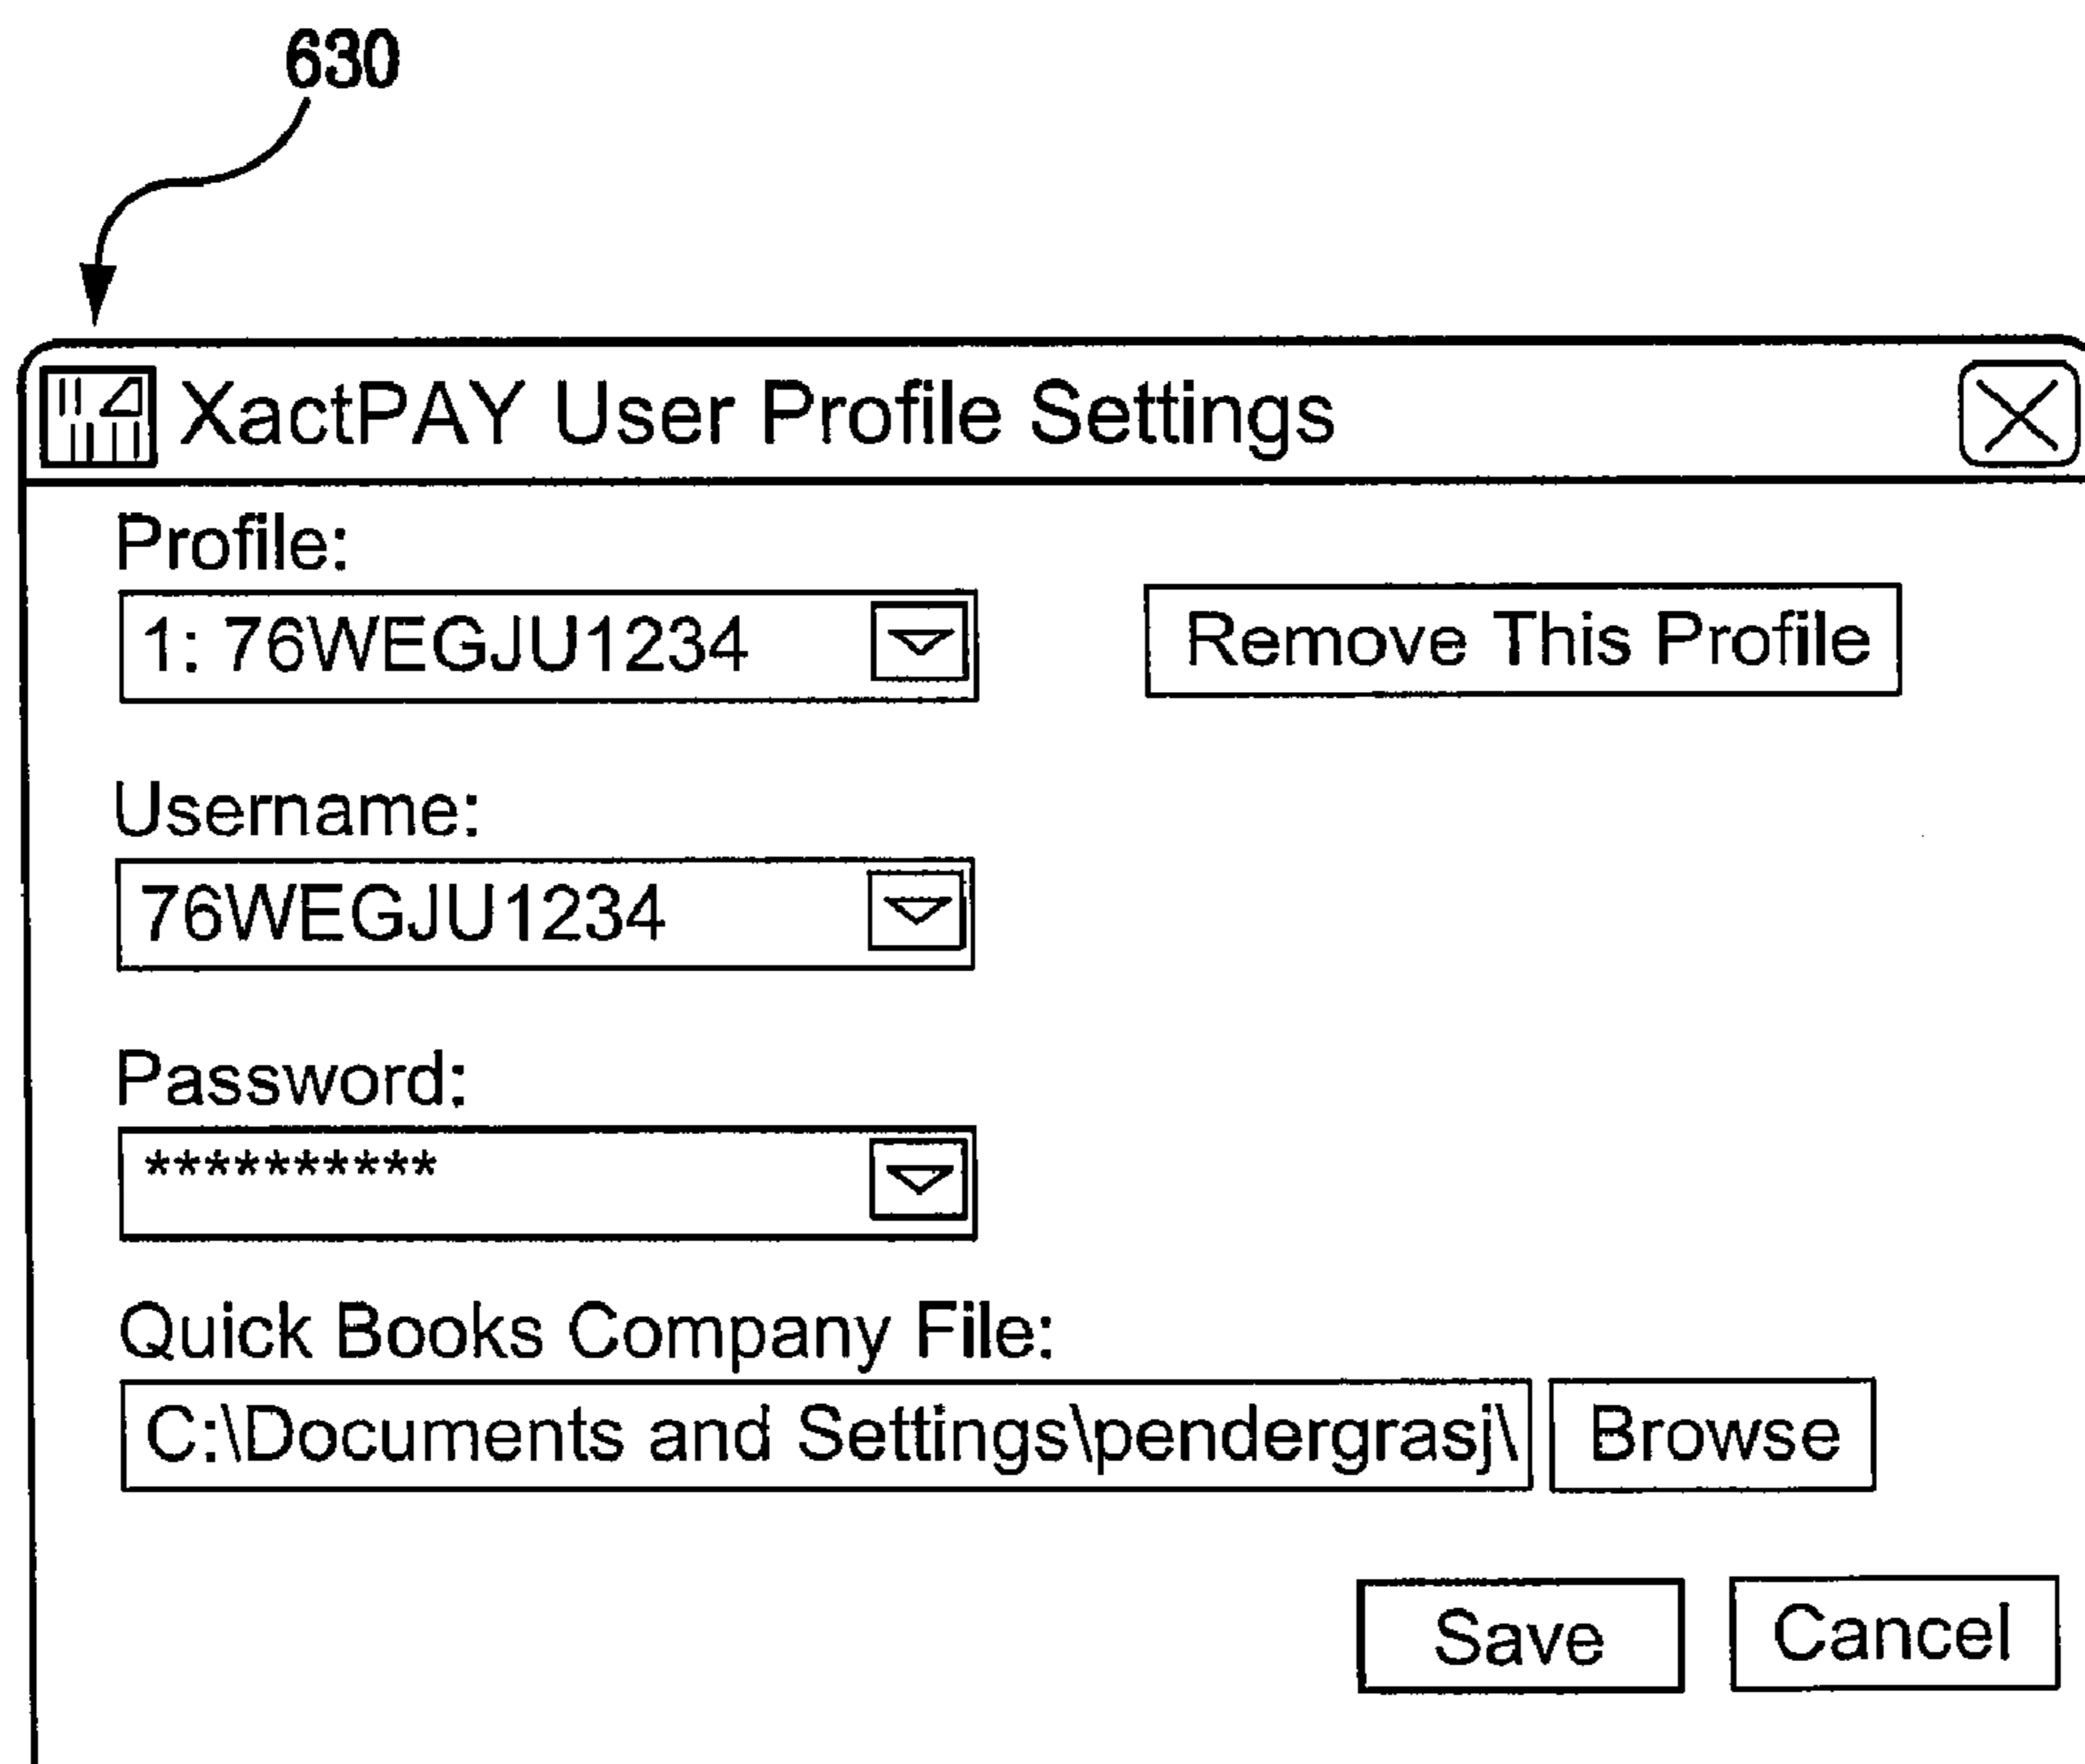 630
XactPAY User Profile Settings
Profile:
1: 76WEGJU1234
Remove This Profile
Username:
76WEGJU1234
Password:
**********
Quick Books Company File:
C:\Documents and Settings\pendergrasj\
Browse
Save
Cancel